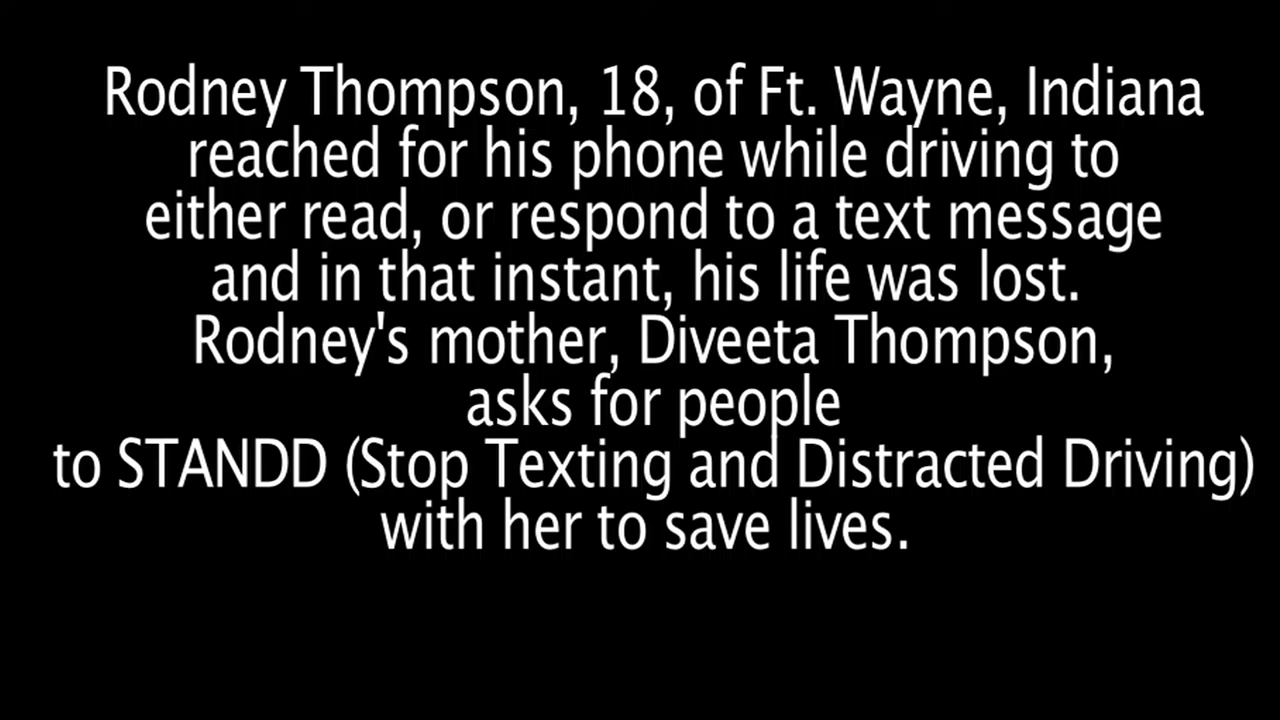 Rodney Thompson, 18, of Ft. Wayne, Indiana
reached for his phone while driving to
either read, or respond to a text message
and in that instant, his life was lost.
Rodney's mother, Diveeta Thompson,
asks for people
to STANDD (Stop Texting and Distracted Driving)
with her to save lives.